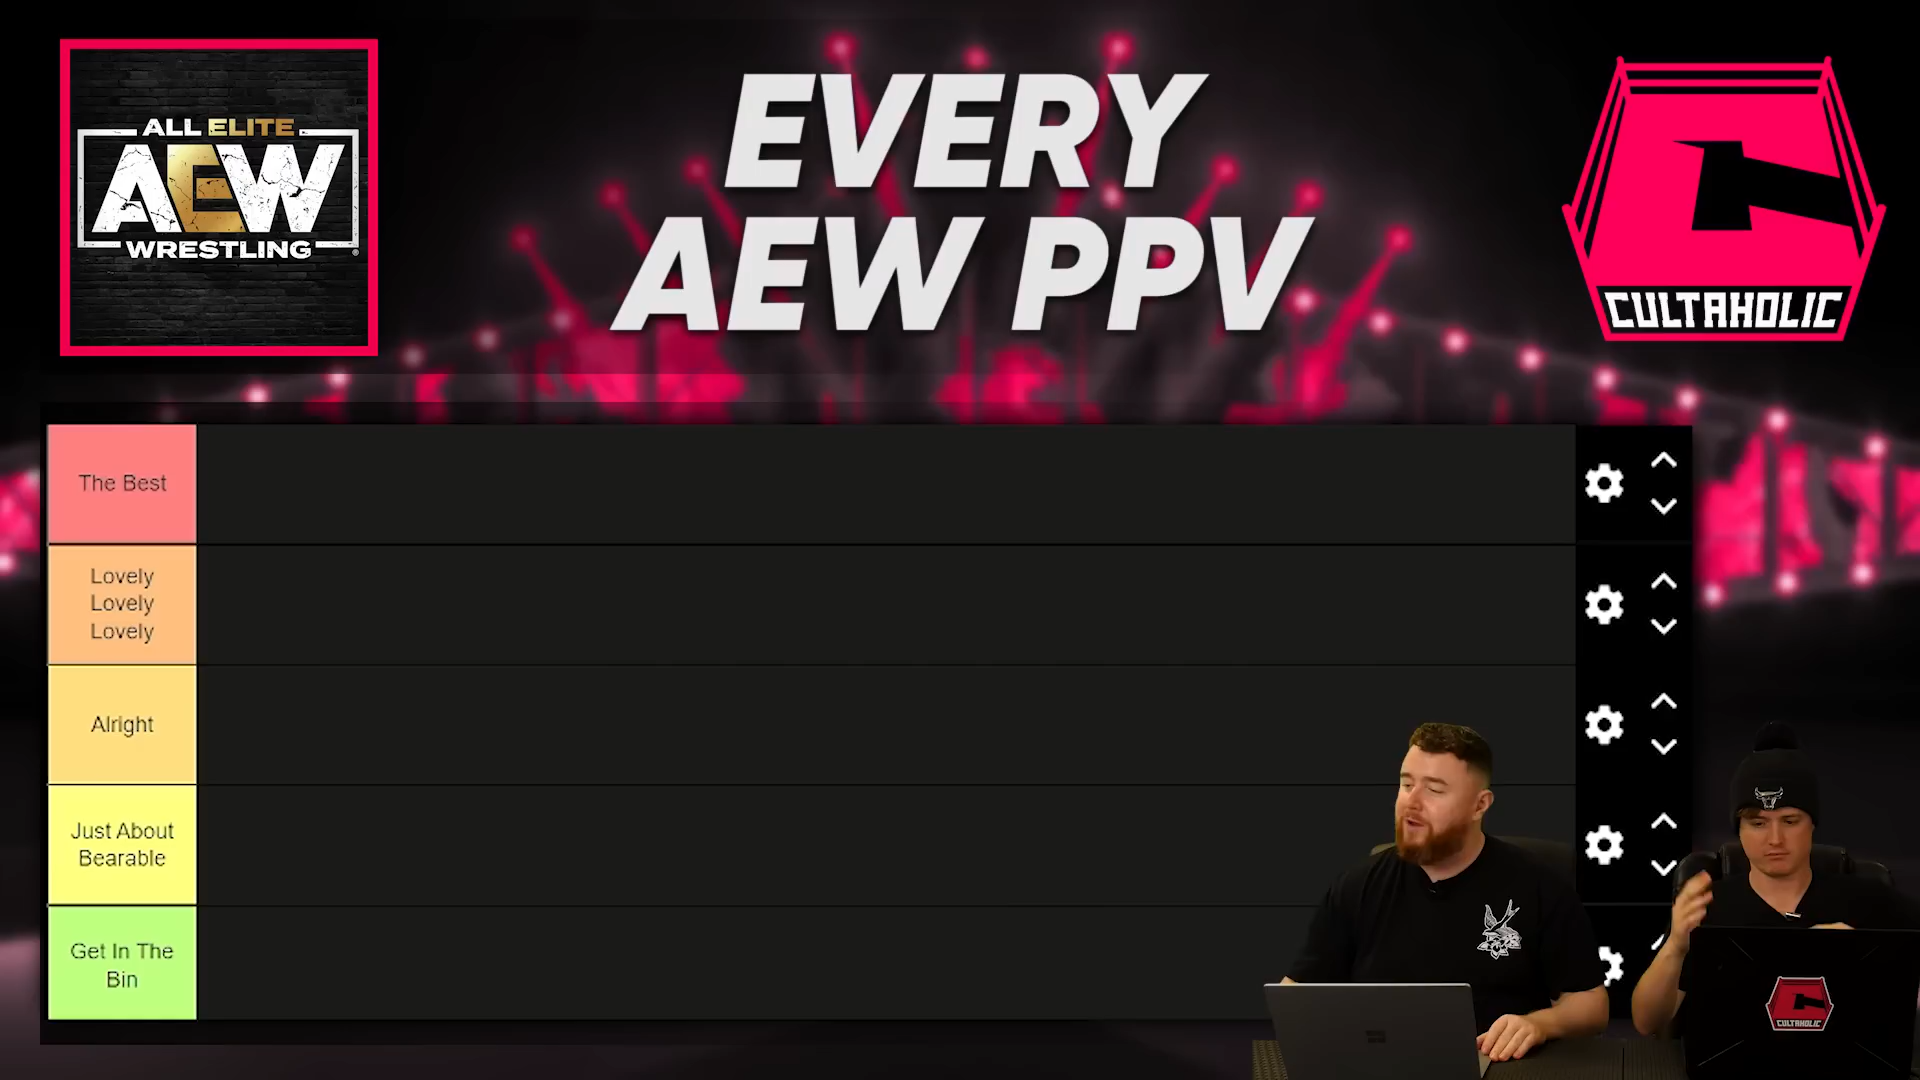 ALL ELITE
AEW
WRESTLING
®
EVERY
AEW PPV
CULTAHOLIC
The Best
Lovely
Lovely
Lovely
Alright
Just About
Bearable
Get In The
Bin
CULTAHOLIC